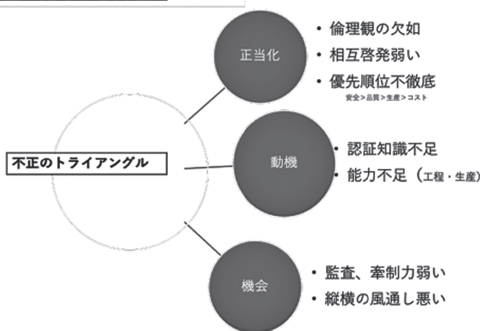 不正のトライアングル
正当化
• 倫理観の欠如
• 相互啓発弱い
• 優先順位不徹底
安全＞品質＞生産＞コスト
動機
• 認証知識不足
• 能力不足（工程・生産）
機会
• 監査、牽制力弱い
• 縦横の風通し悪い